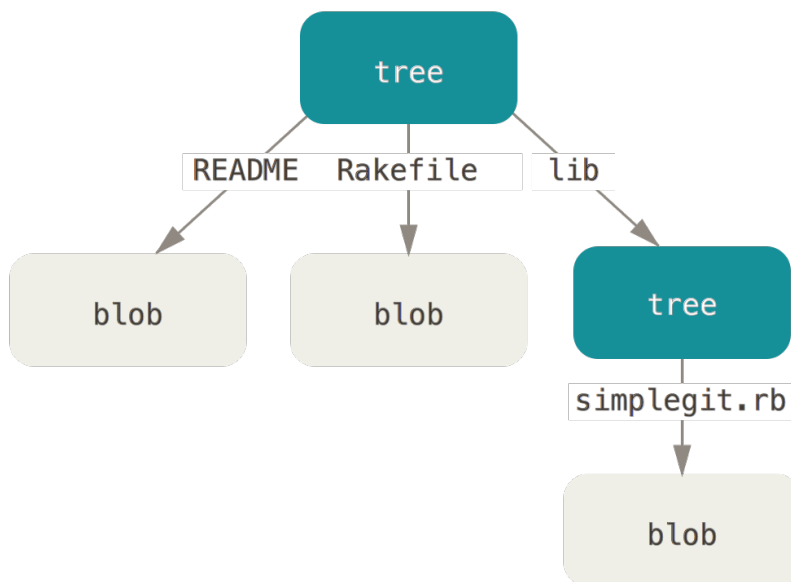 tree
README Rakefile lib
blob blob tree
simplegit.rb
blob